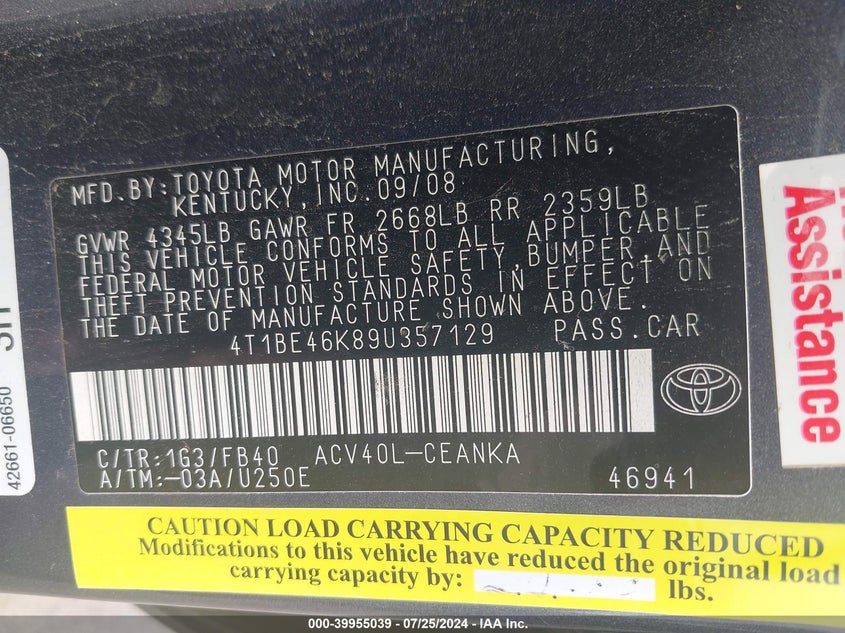 MFD. BY: TOYOTA MOTOR MANUFACTURING,
KENTUCKY, INC. 09/08
GVWR 4345LB GAWR FR 2668LB RR 2359LB
THIS VEHICLE CONFORMS TO ALL APPLICABLE
FEDERAL MOTOR VEHICLE SAFETY, BUMPER, AND
THEFT PREVENTION STANDARDS IN EFFECT ON
THE DATE OF MANUFACTURE SHOWN ABOVE.
4T1BE46K89U357129 PASS. CAR
C/TR: 1G3/FB40 ACV40L-CEANKA
A/TM: -03A/U250E 46941
CAUTION LOAD CARRYING CAPACITY REDUCED
Modifications to this vehicle have reduced the original load
carrying capacity by: lbs.
42661-06650
Assistance
000-39955039 - 07/25/2024 - IAA Inc.